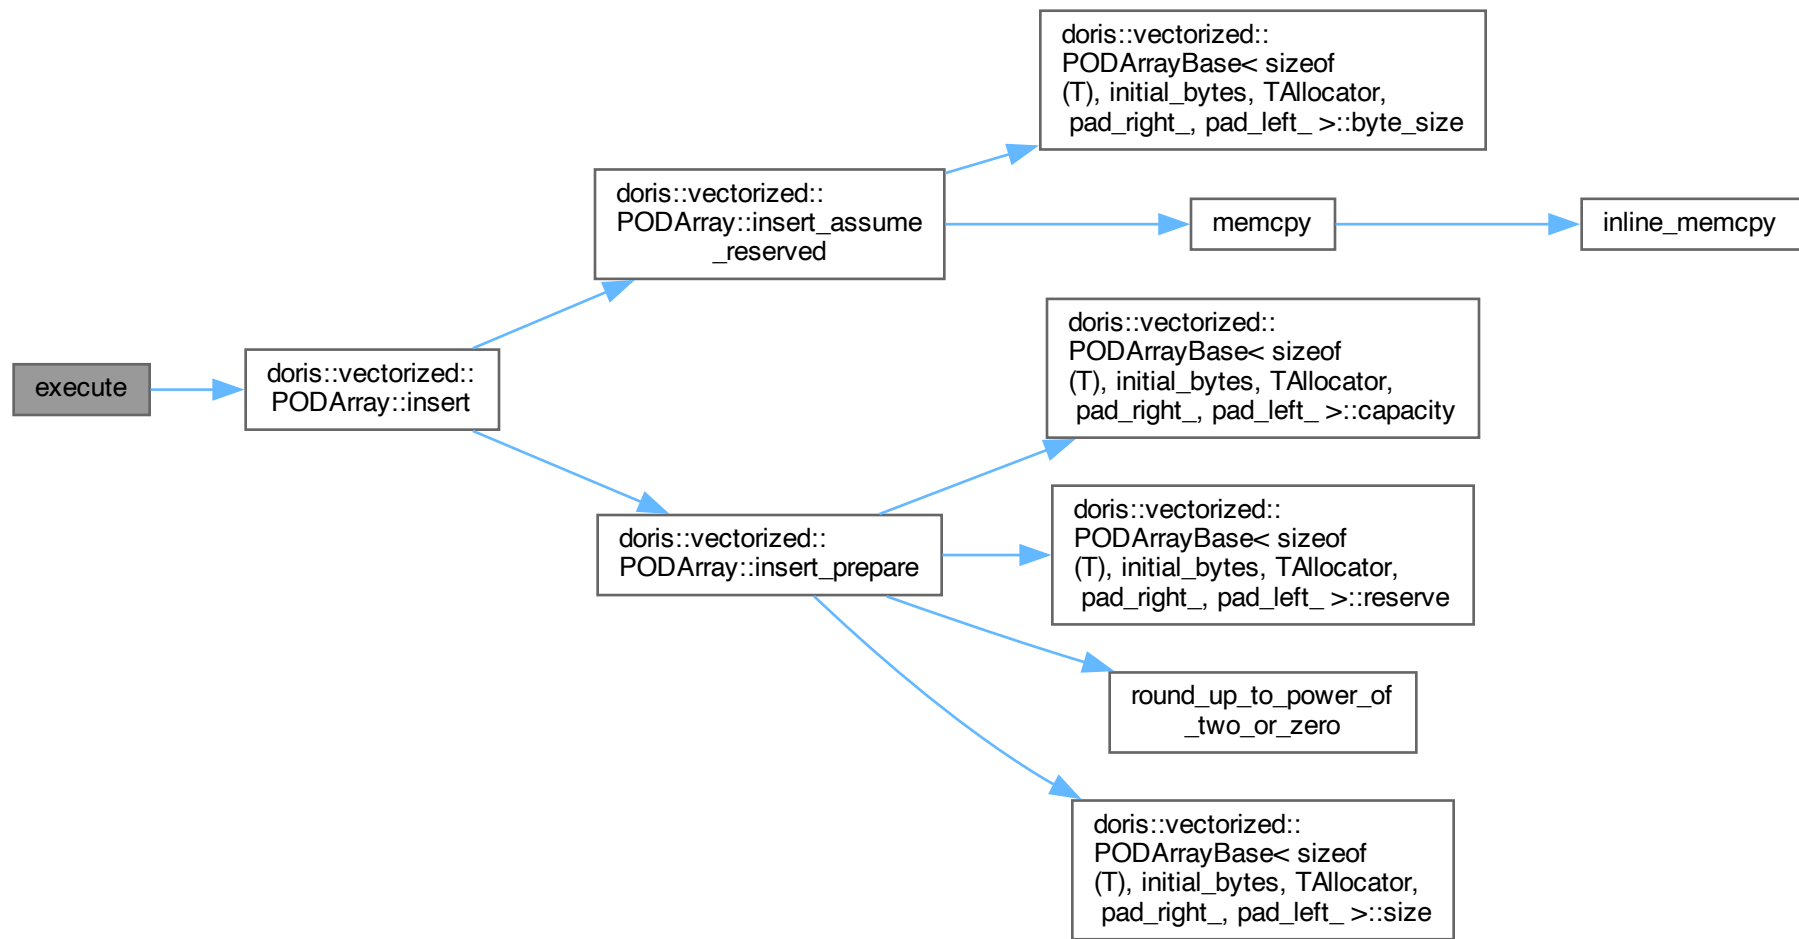 doris::vectorized::
PODArrayBase< sizeof
(T), initial_bytes, TAllocator,
pad_right_, pad_left_ >::byte_size
doris::vectorized::
PODArray::insert_assume
_reserved
memcpy
inline_memcpy
doris::vectorized::
PODArrayBase< sizeof
(T), initial_bytes, TAllocator,
pad_right_, pad_left_ >::capacity
execute
doris::vectorized::
PODArray::insert
doris::vectorized::
PODArrayBase< sizeof
(T), initial_bytes, TAllocator,
pad_right_, pad_left_ >::reserve
doris::vectorized::
PODArray::insert_prepare
round_up_to_power_of
_two_or_zero
doris::vectorized::
PODArrayBase< sizeof
(T), initial_bytes, TAllocator,
pad_right_, pad_left_ >::size